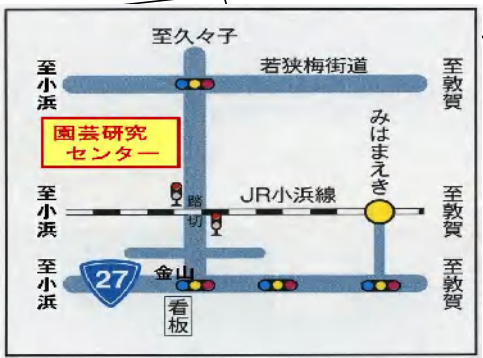 至久々子
至小浜
若狭梅街道
至敦賀
園芸研究
センター
みはまえき
至小浜
踏切
JR小浜線
至敦賀
至小浜
27
金山
至敦賀
看板